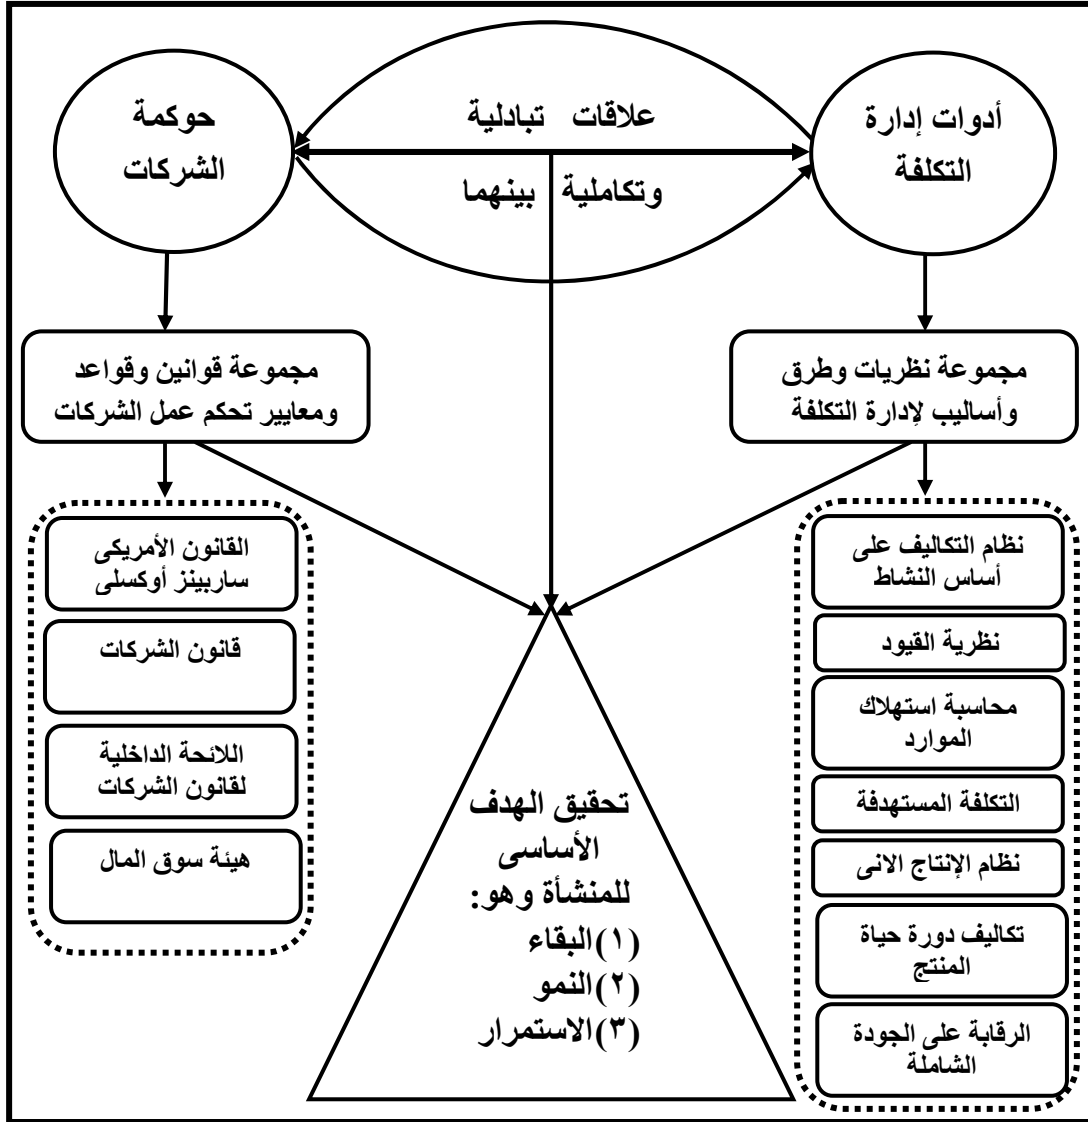 أدوات إدارة
التكلفة
علاقات تبادلية
وتكاملية بينهما
حوكمة
الشركات
مجموعة نظريات وطرق
وأساليب لإدارة التكلفة
مجموعة قوانين وقواعد
ومعايير تحكم عمل الشركات
نظام التكاليف على
أساس النشاط
نظرية القيود
محاسبة استهلاك
الموارد
التكلفة المستهدفة
نظام الإنتاج الانى
تكاليف دورة حياة
المنتج
الرقابة على الجودة
الشاملة
القانون الأمريكى
ساربينز أوكسلى
قانون الشركات
اللائحة الداخلية
لقانون الشركات
هيئة سوق المال
تحقيق الهدف
الأساسى
للمنشأة وهو:
(١)البقاء
(٢)النمو
(٣)الاستمرار